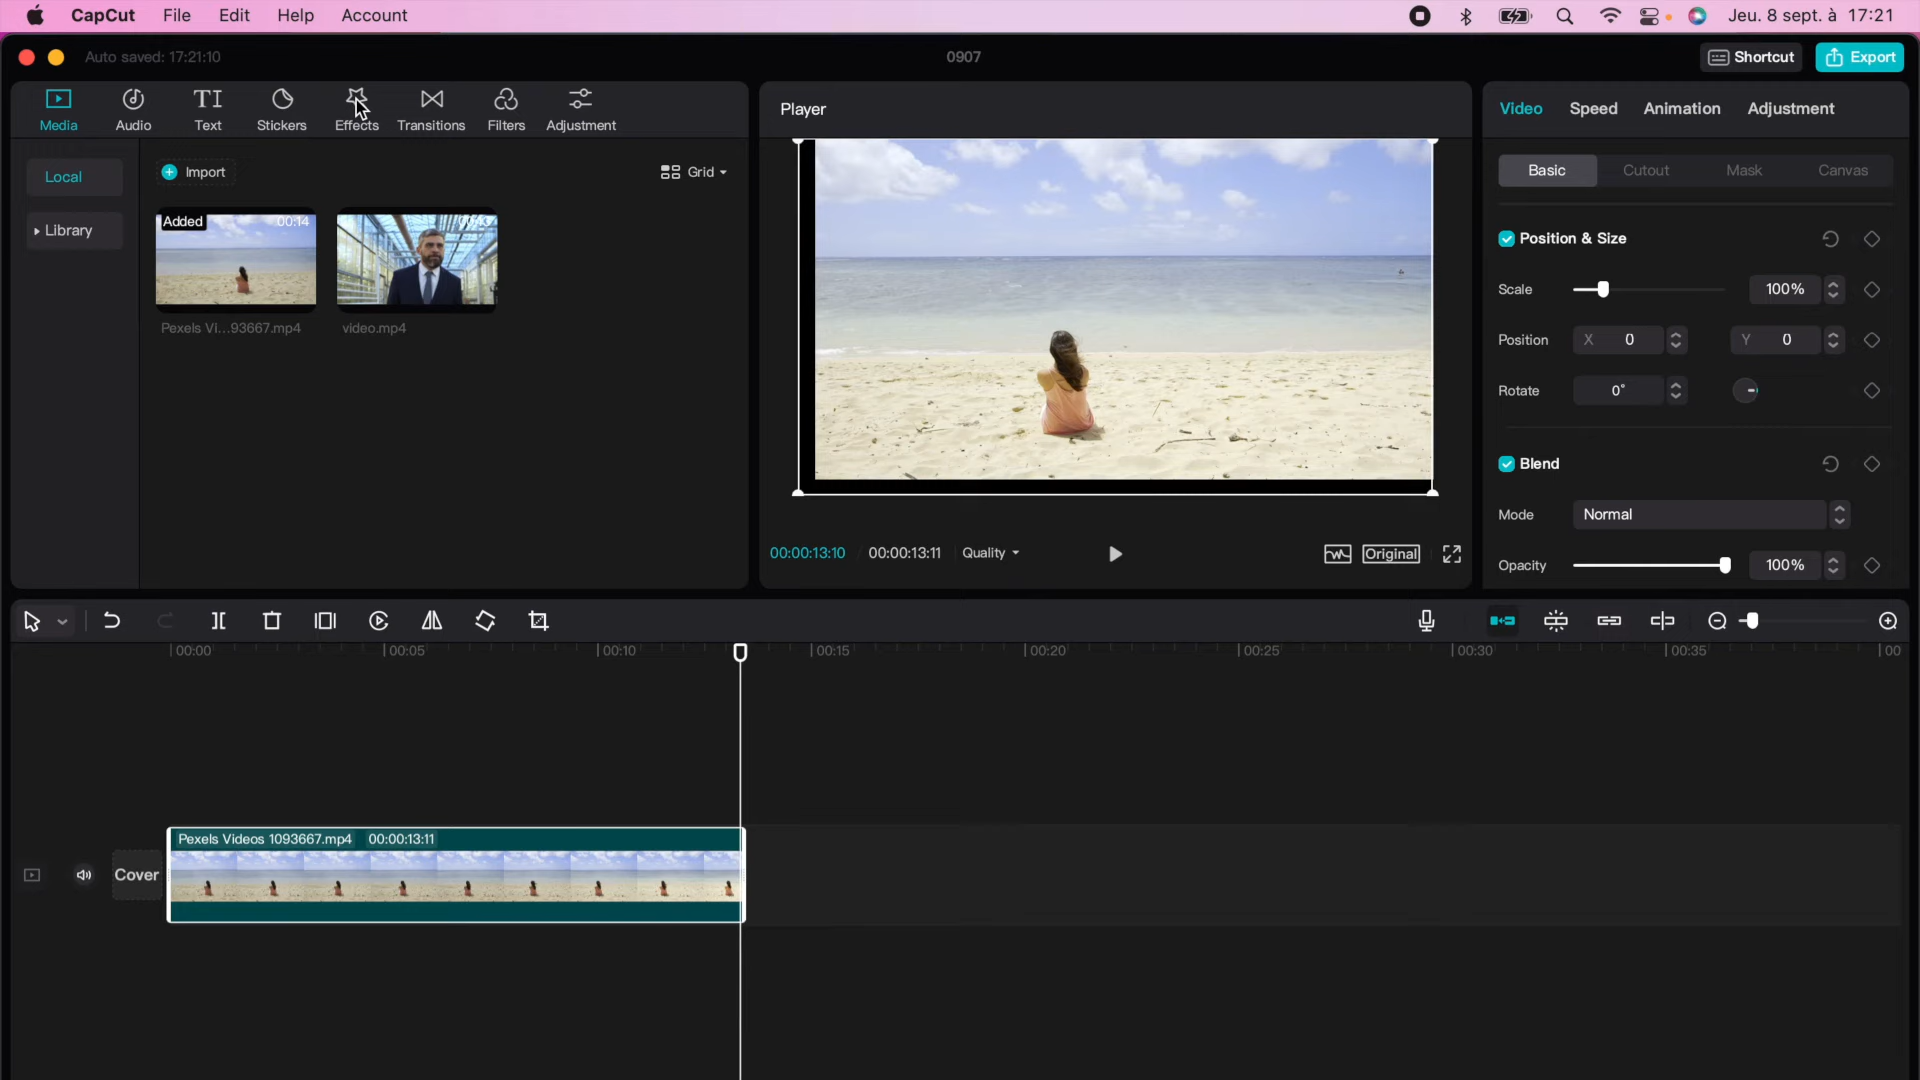 CapCut File Edit Help Account Jeu. 8 sept. à 17:21
Auto saved: 17:21:10 0907 Shortcut Export
Media Audio Text Stickers Effects Transitions Filters Adjustment
Local
Library
Import Grid
Added 00:14
Pexels Vi...93667.mp4 video.mp4
Player
00:00:13:10 00:00:13:11 Quality Original
Video Speed Animation Adjustment
Basic Cutout Mask Canvas
Position & Size
Scale 100%
Position X 0 Y 0
Rotate 0°
Blend
Mode Normal
Opacity 100%
00:00 00:05 00:10 00:15 00:20 00:25 00:30 00:35 00
Pexels Videos 1093667.mp4 00:00:13:11
Cover